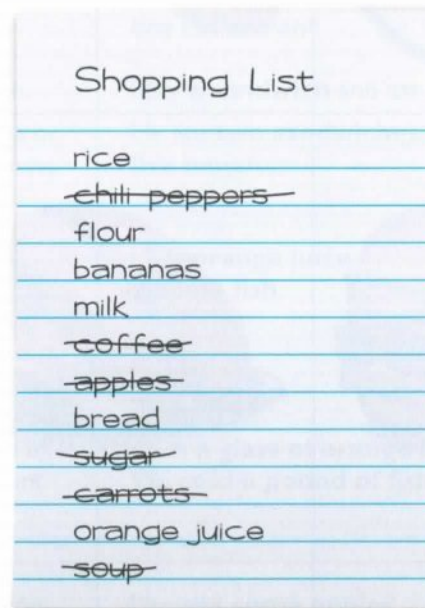 Shopping List
rice
chili peppers
flour
bananas
milk
coffee
apples
bread
sugar
carrots
orange juice
soup